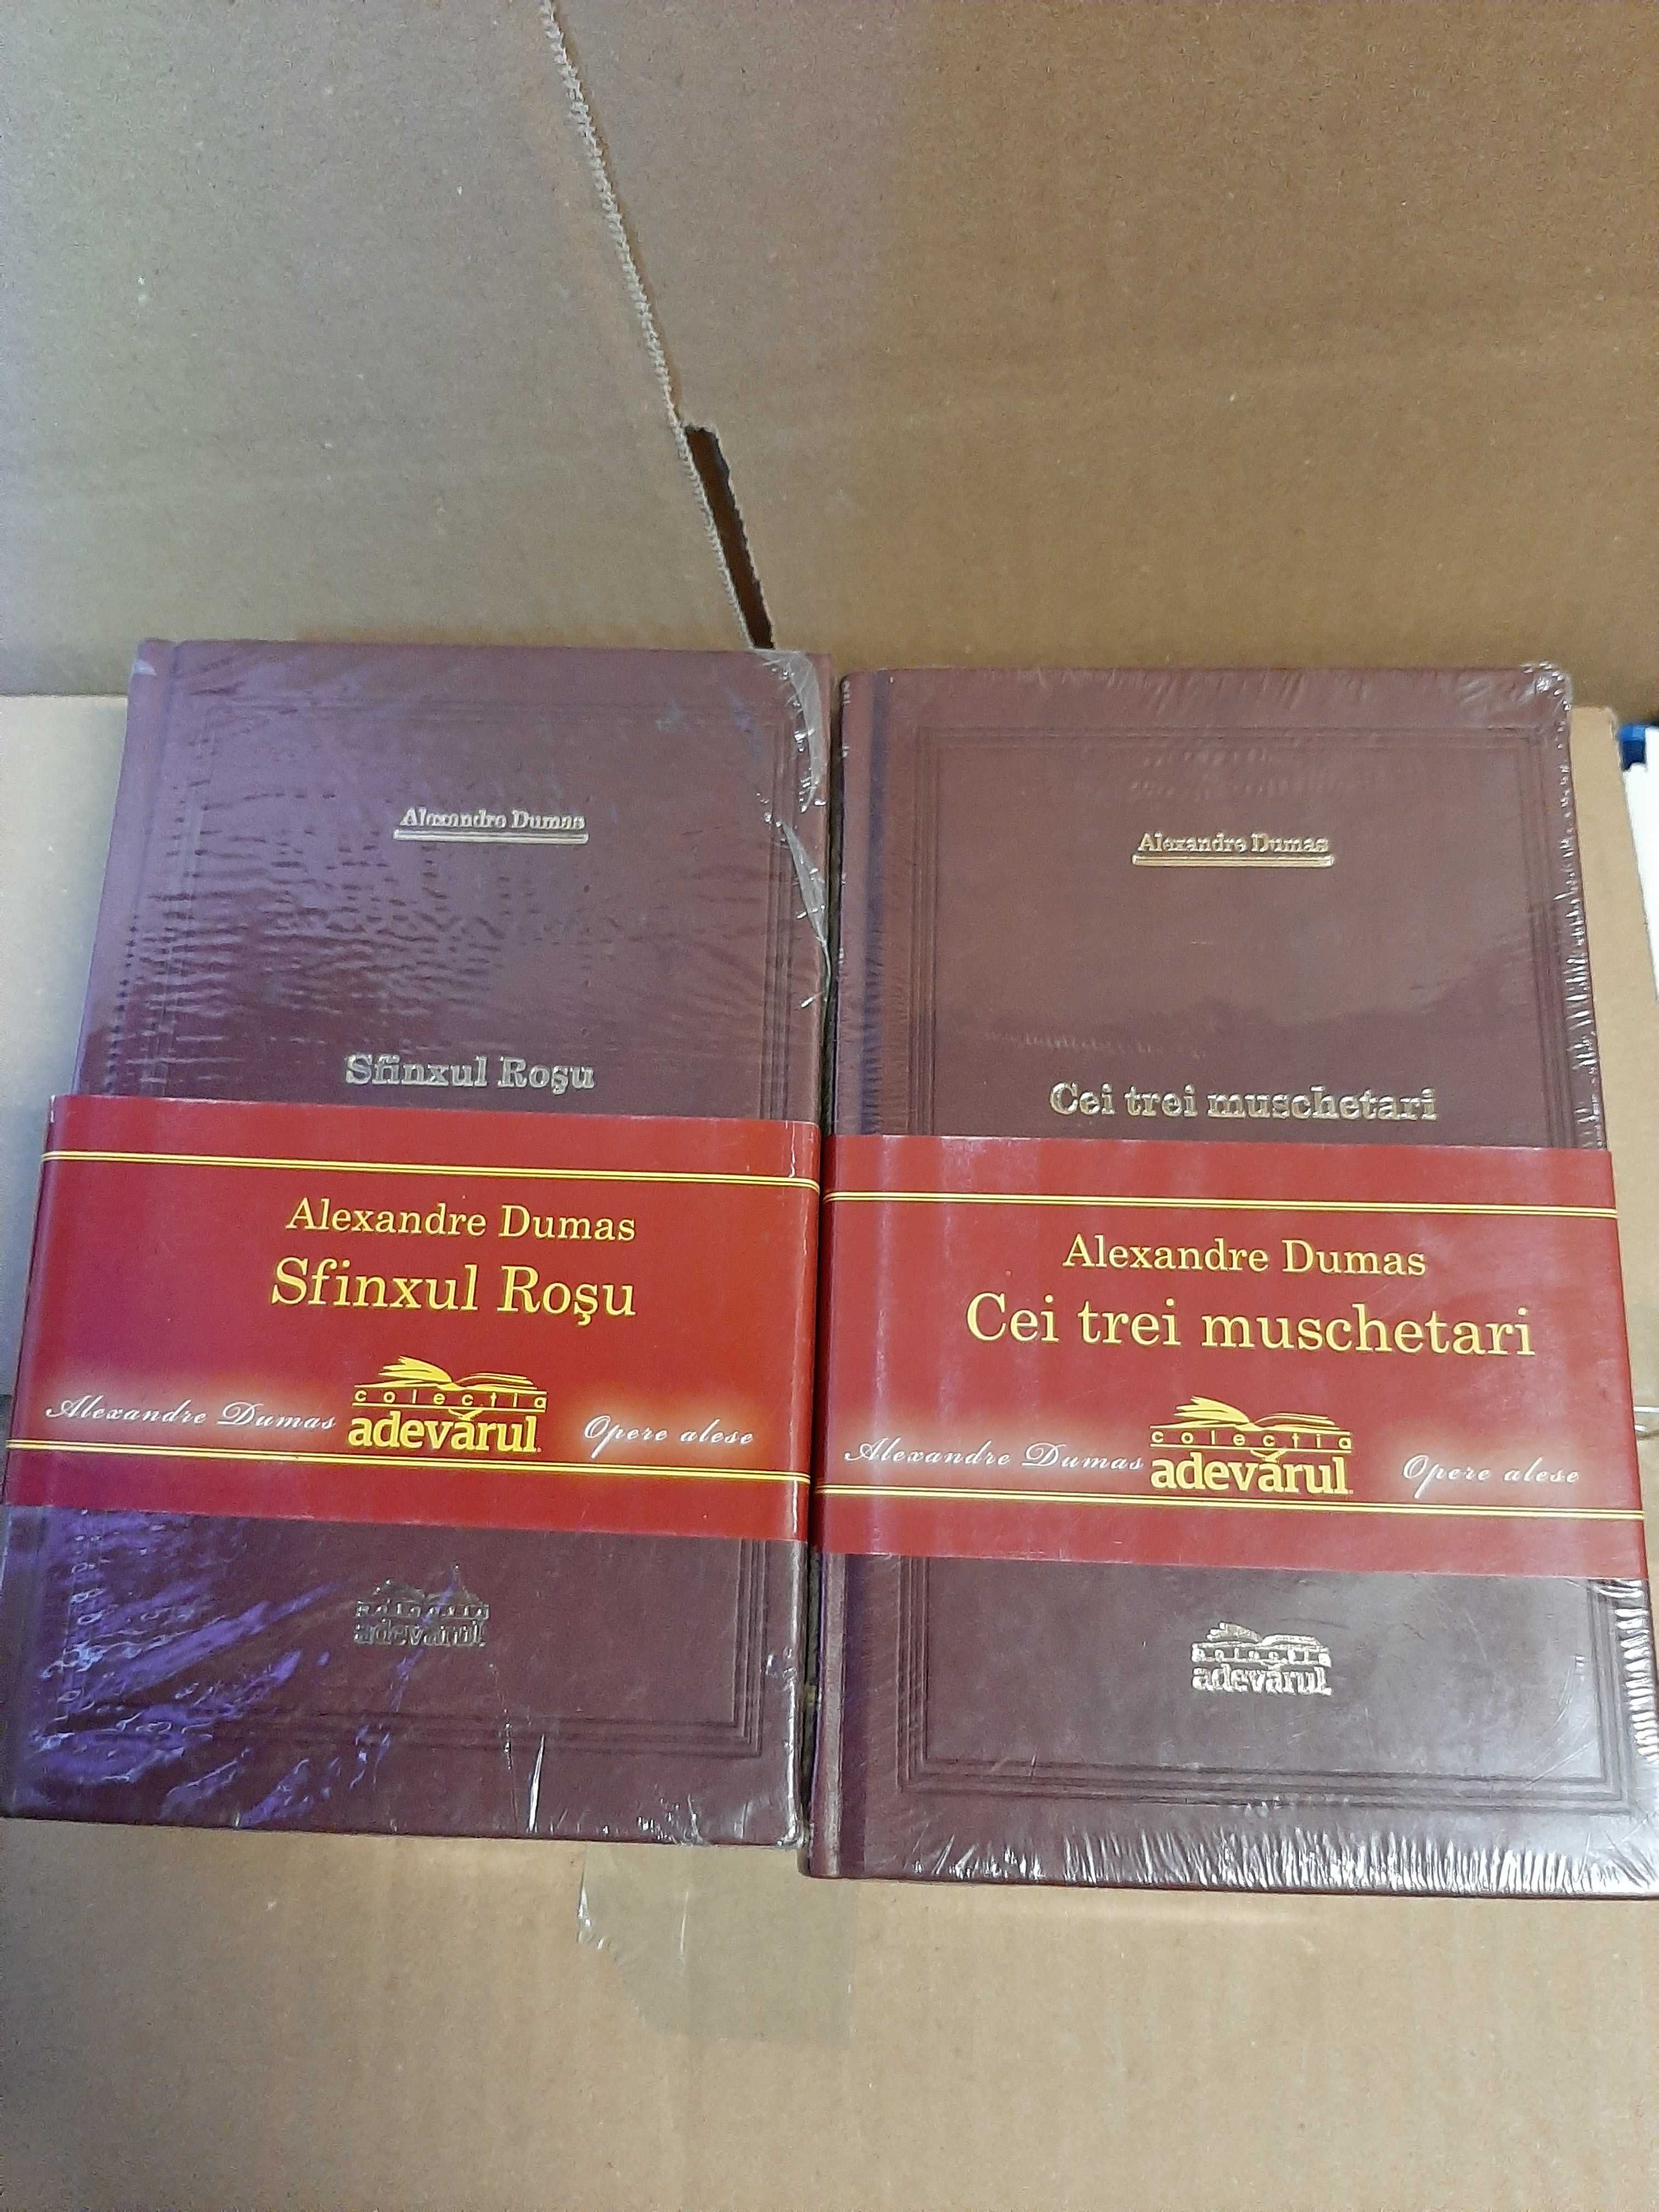 Alexandre Dumas
Sfinxul Roşu
Alexandre Dumas
Sfinxul Roşu
colecţia
adevărul
Alexandre Dumas
Opere alese
colecţia
adevărul
Alexandre Dumas
Cei trei muschetari
Alexandre Dumas
Cei trei muschetari
colecţia
adevărul
Alexandre Dumas
Opere alese
colecţia
adevărul